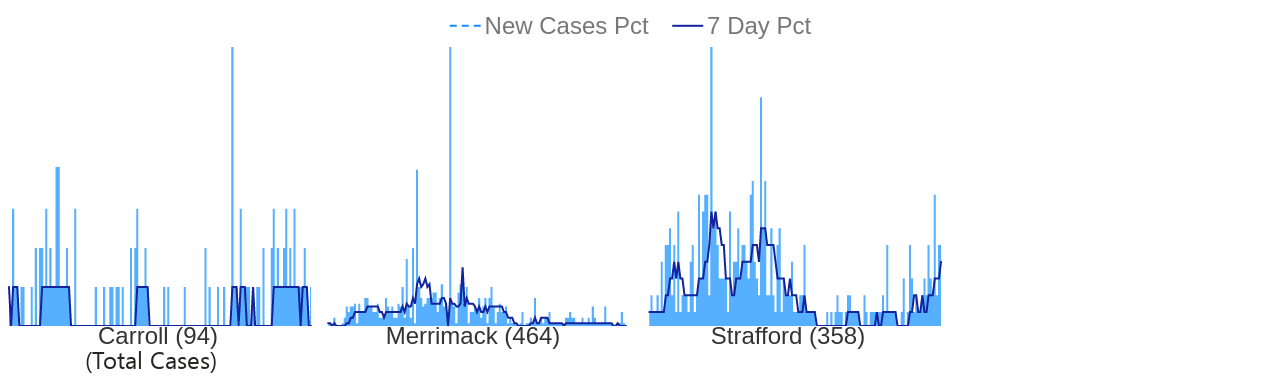 New Cases Pct 7 Day Pct
Carroll (94) Merrimack (464) Strafford (358)
(Total Cases)